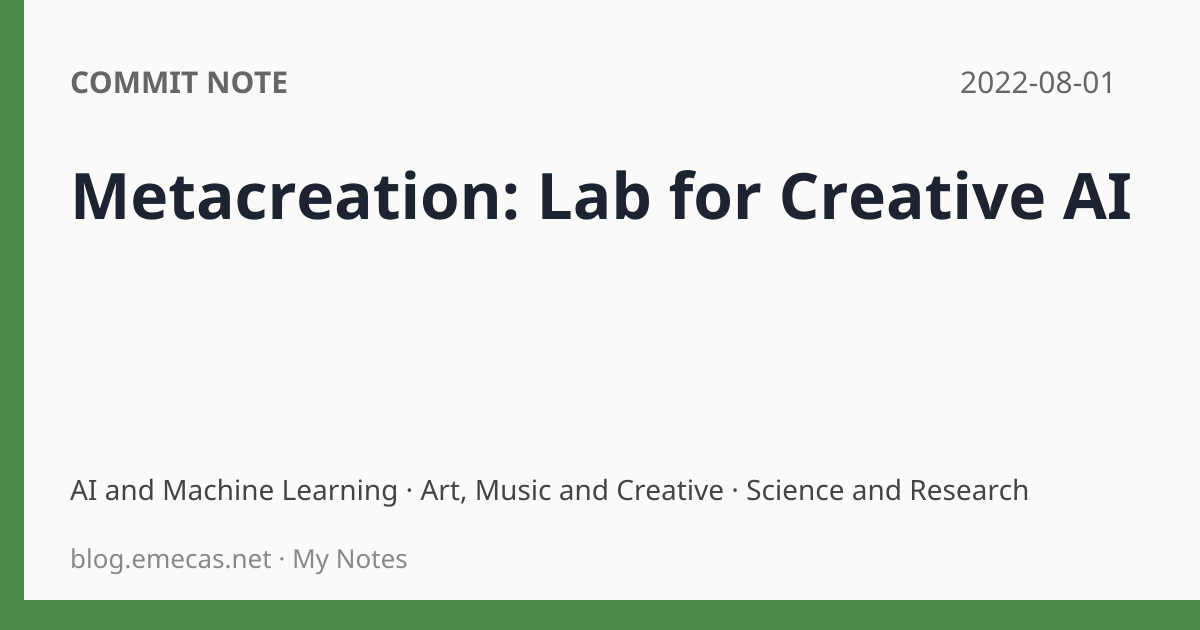 COMMIT NOTE
2022-08-01
Metacreation: Lab for Creative AI
AI and Machine Learning · Art, Music and Creative · Science and Research
blog.emecas.net · My Notes